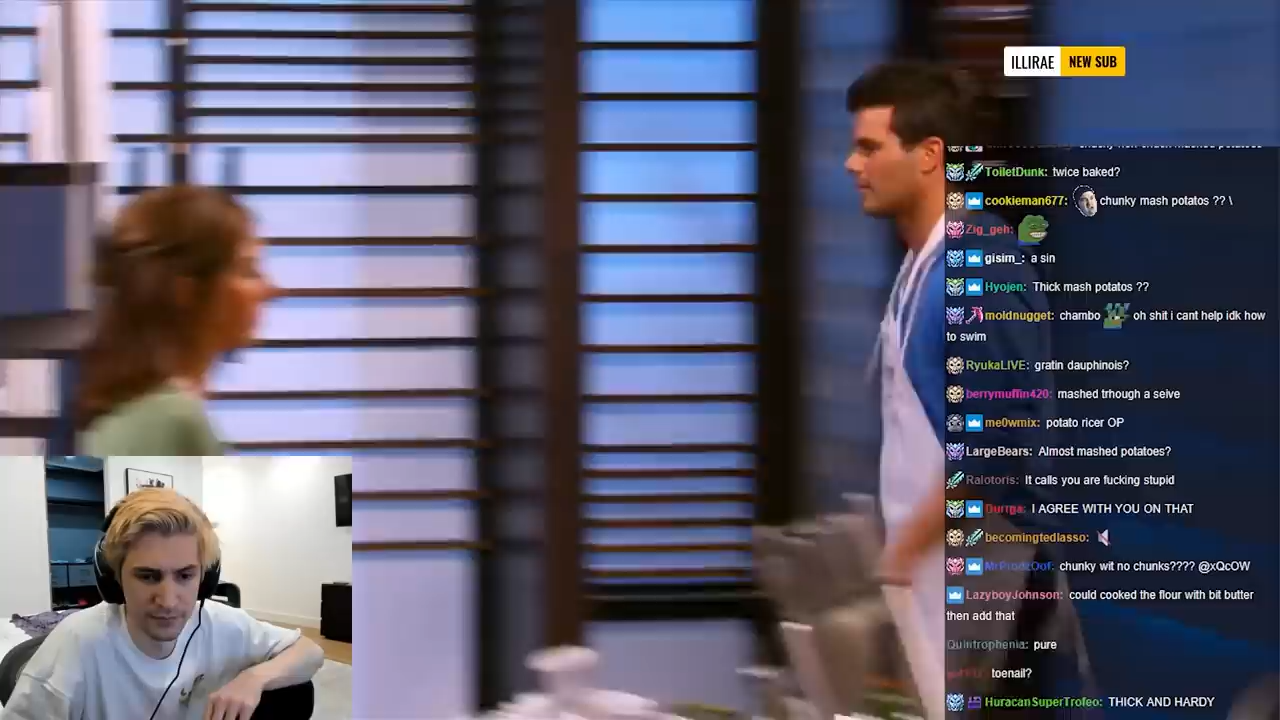 ILLIRAE NEW SUB
mashed potatoes
ToiletDunk: twice baked?
cookieman677: chunky mash potatos ?? \
Zig_geh:
gisim_: a sin
Hyojen: Thick mash potatos ??
moldnugget: chambo oh shit i cant help idk how
to swim
RyukaLIVE: gratin dauphinois?
berrymuffin420: mashed trhough a seive
me0wmix: potato ricer OP
LargeBears: Almost mashed potatoes?
Ralotoris: It calls you are fucking stupid
Durrga: I AGREE WITH YOU ON THAT
becomingtedlasso:
MrProdzOof: chunky wit no chunks???? @xQcOW
LazyboyJohnson: could cooked the flour with bit butter
then add that
Quintrophenia: pure
toenail?
HuracanSuperTrofeo: THICK AND HARDY